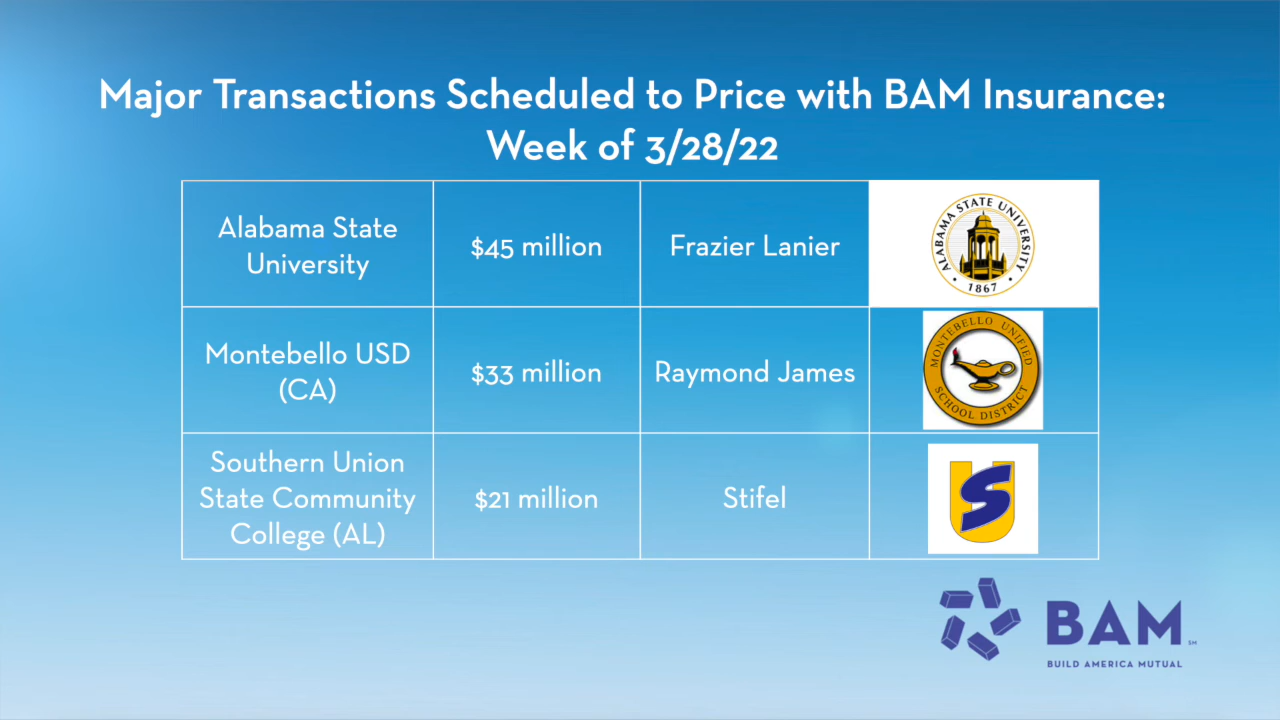 Major Transactions Scheduled to Price with BAM Insurance:
Week of 3/28/22
Alabama State
University
$45 million
Frazier Lanier
ALABAMA STATE UNIVERSITY
1867
Montebello USD
(CA)
$33 million
Raymond James
MONTEBELLO UNIFIED
SCHOOL DISTRICT
Southern Union
State Community
College (AL)
$21 million
Stifel
US
BAM SM
BUILD AMERICA MUTUAL